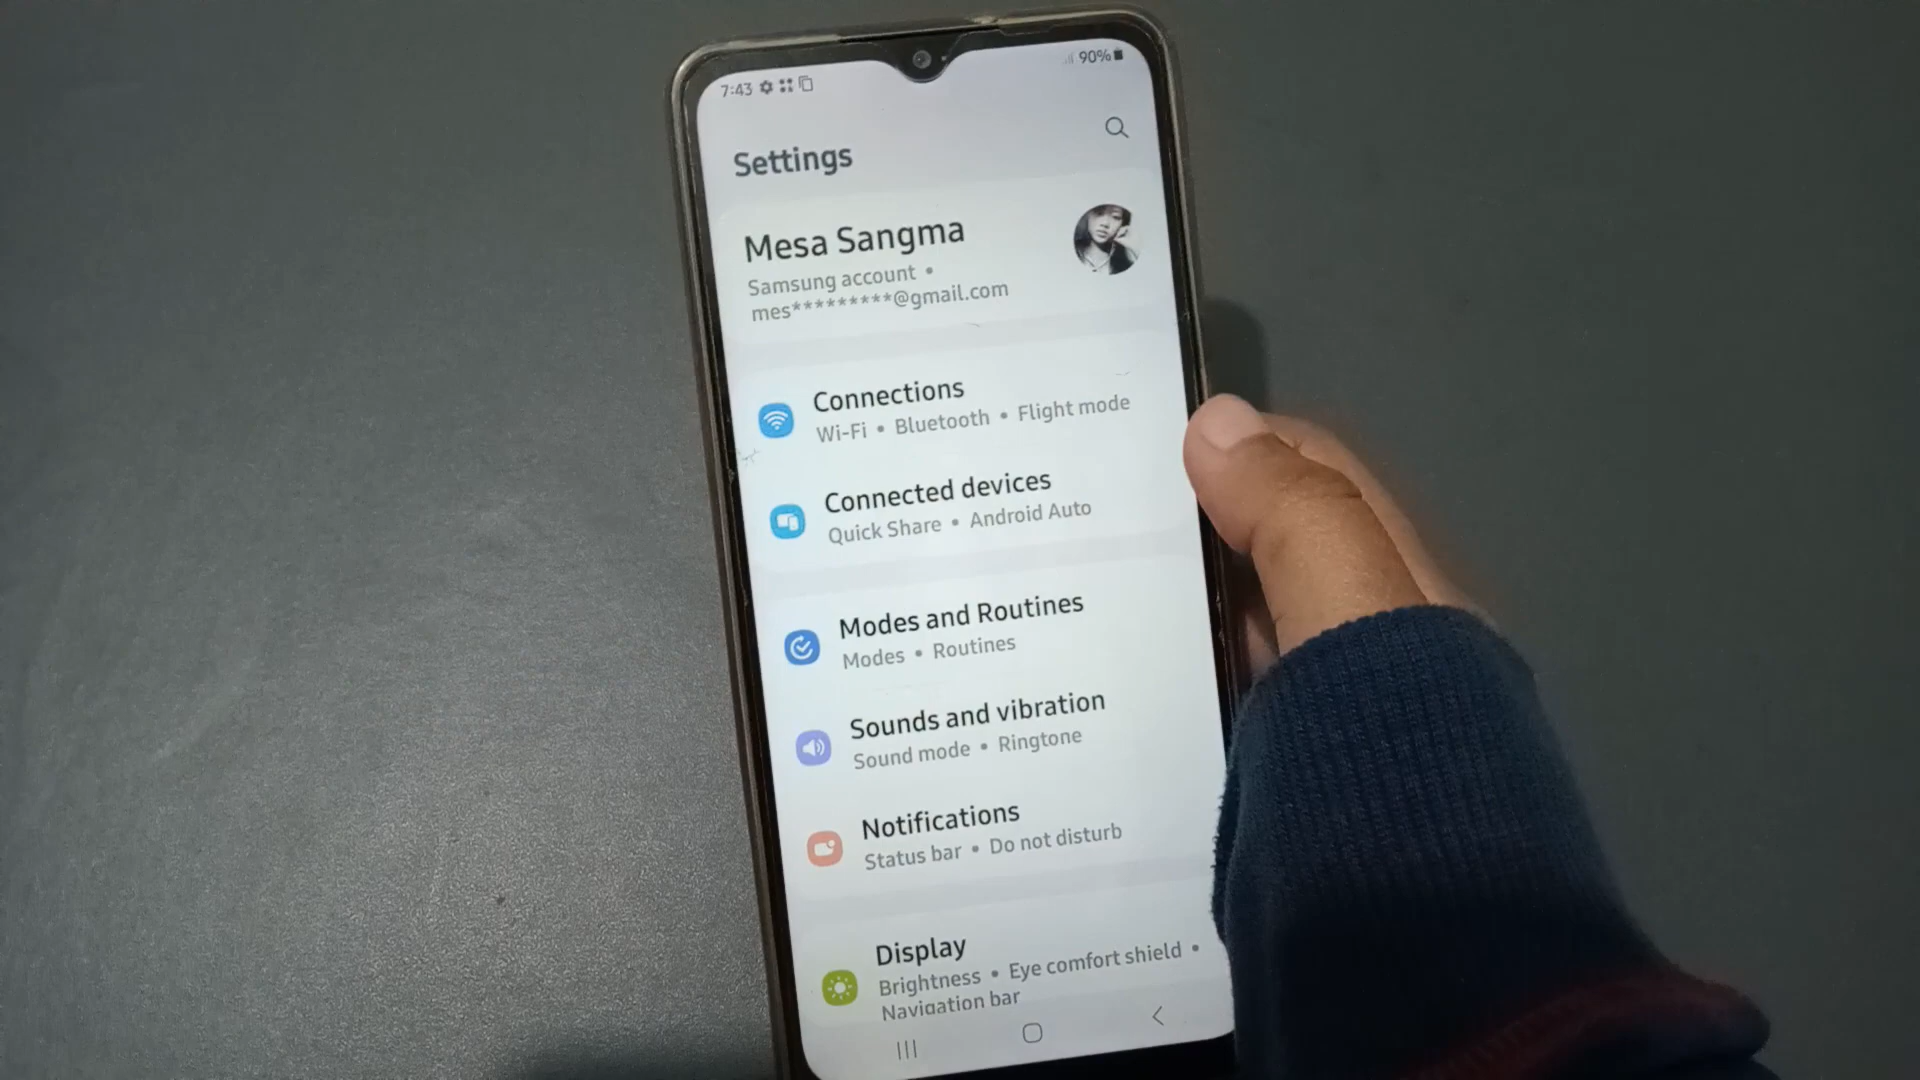 7:43
90%
Settings
Mesa Sangma
Samsung account •
mes*********@gmail.com
Connections
Wi-Fi • Bluetooth • Flight mode
Connected devices
Quick Share • Android Auto
Modes and Routines
Modes • Routines
Sounds and vibration
Sound mode • Ringtone
Notifications
Status bar • Do not disturb
Display
Brightness • Eye comfort shield •
Navigation bar